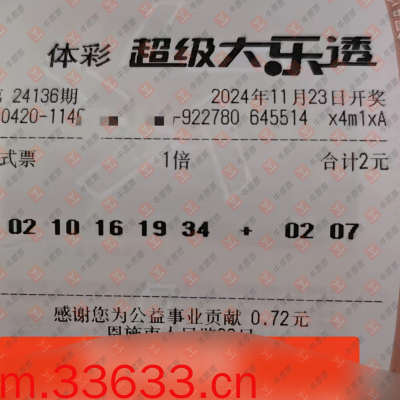 体彩 超级大乐透
24136期 2024年11月23日开奖
0420-114 922780 645514 x4m1xA
式票 1倍 合计2元
02 10 16 19 34 + 02 07
感谢您为公益事业贡献 0.72元
m.33633.cn